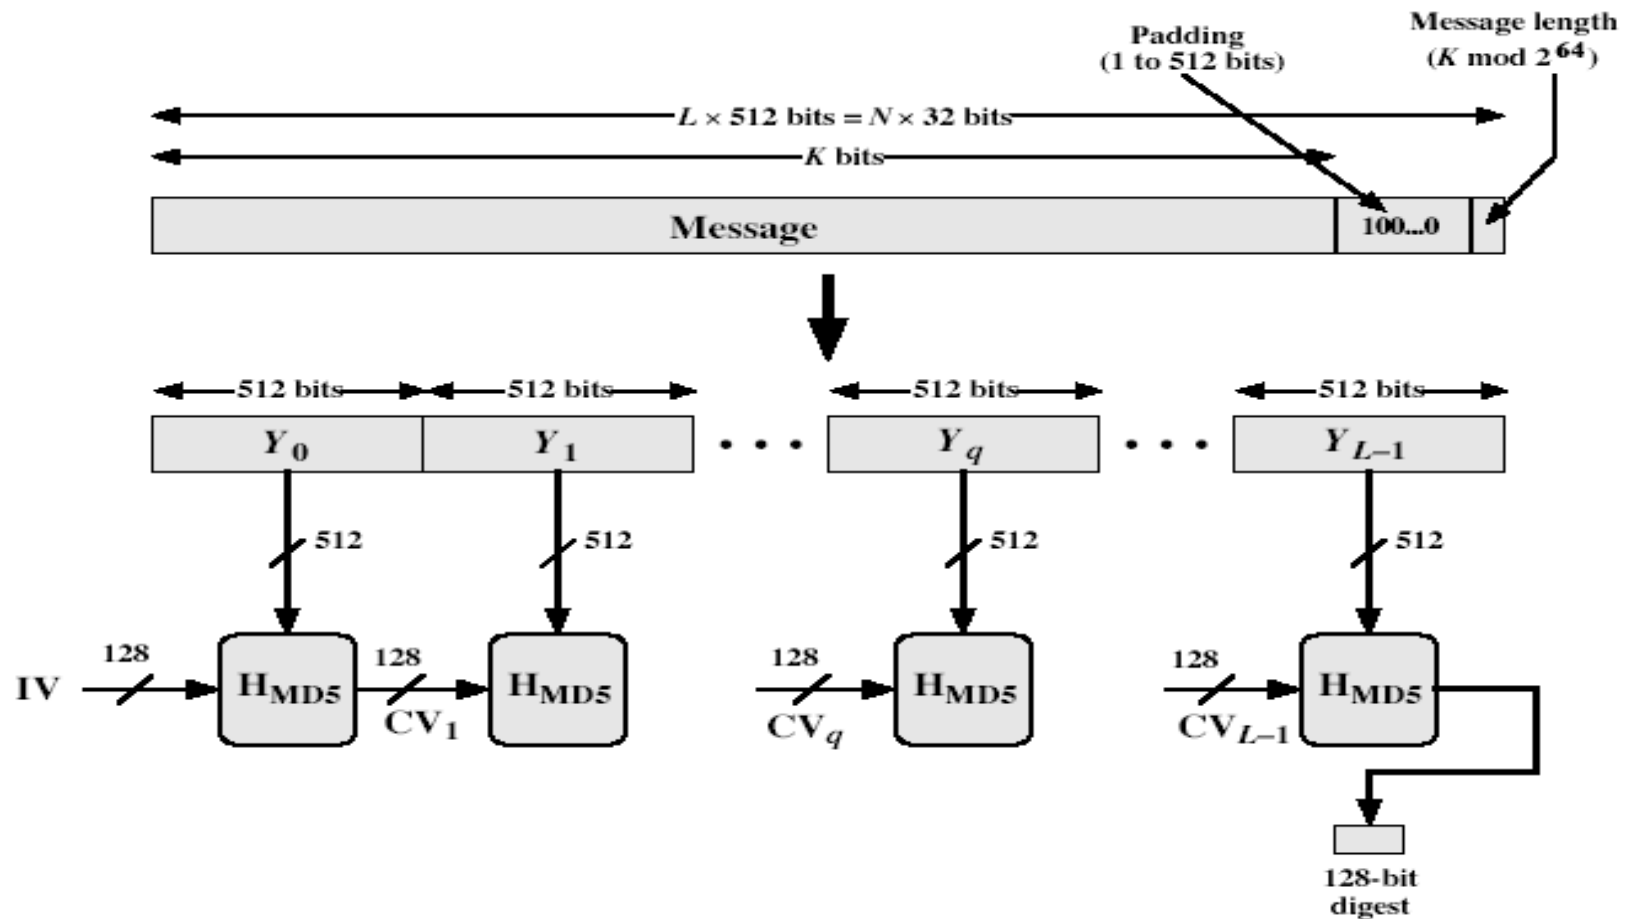 Padding
(1 to 512 bits)
Message length
(K mod 2^64)
L × 512 bits = N × 32 bits
K bits
Message
100...0
512 bits
512 bits
512 bits
512 bits
Y0
Y1
• • •
Yq
• • •
YL–1
512
512
512
512
IV
128
HMD5
128
CV1
HMD5
128
CVq
HMD5
128
CVL–1
HMD5
128-bit
digest